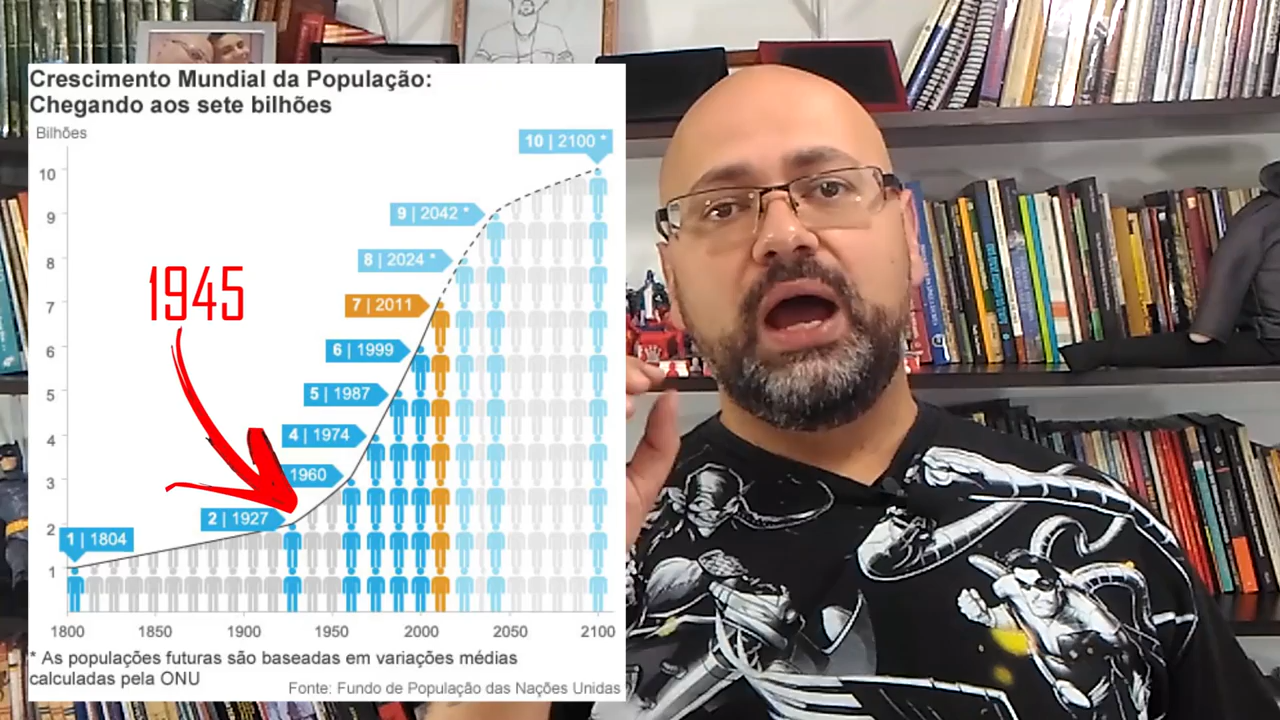 Crescimento Mundial da População:
Chegando aos sete bilhões
Bilhões
10 | 2100 *
10
9 | 2042 *
9
8 | 2024 *
8
1945
7 | 2011
7
6 | 1999
6
5 | 1987
5
4 | 1974
4
1960
3
2 | 1927
2
1 | 1804
1
1800 1850 1900 1950 2000 2050 2100
* As populações futuras são baseadas em variações médias
calculadas pela ONU
Fonte: Fundo de População das Nações Unidas